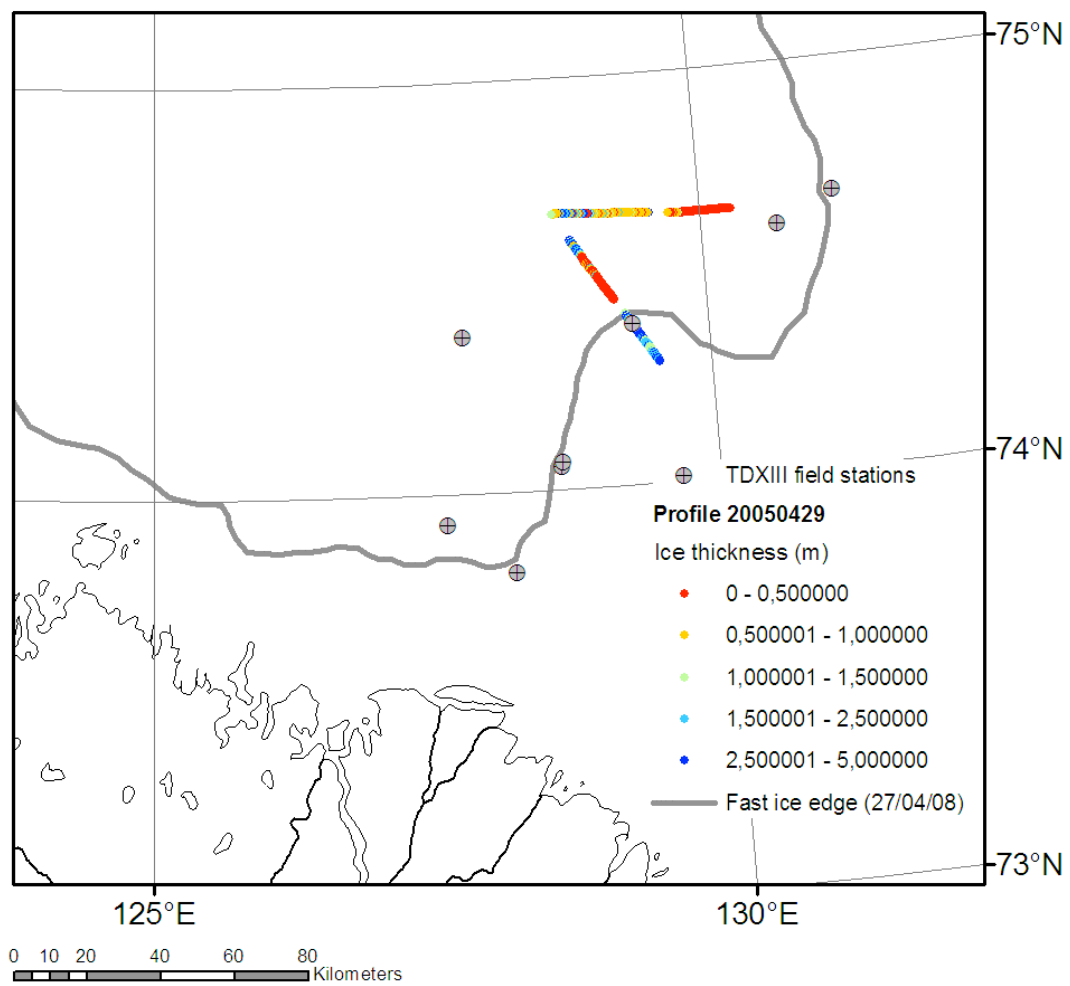 75°N
74°N
TDXIII field stations
Profile 20050429
Ice thickness (m)
0 - 0,500000
0,500001 - 1,000000
1,000001 - 1,500000
1,500001 - 2,500000
2,500001 - 5,000000
Fast ice edge (27/04/08)
73°N
125°E 130°E
0 10 20 40 60 80
Kilometers